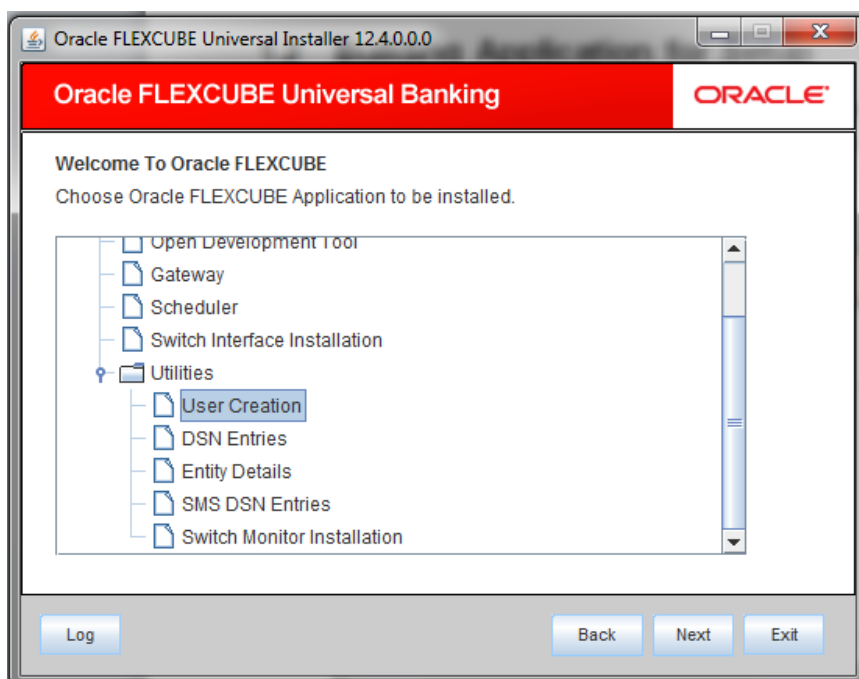 Oracle FLEXCUBE Universal Installer 12.4.0.0.0
Oracle FLEXCUBE Universal Banking
ORACLE
Welcome To Oracle FLEXCUBE
Choose Oracle FLEXCUBE Application to be installed.
Open Development Tool
Gateway
Scheduler
Switch Interface Installation
Utilities
User Creation
DSN Entries
Entity Details
SMS DSN Entries
Switch Monitor Installation
Log Back Next Exit